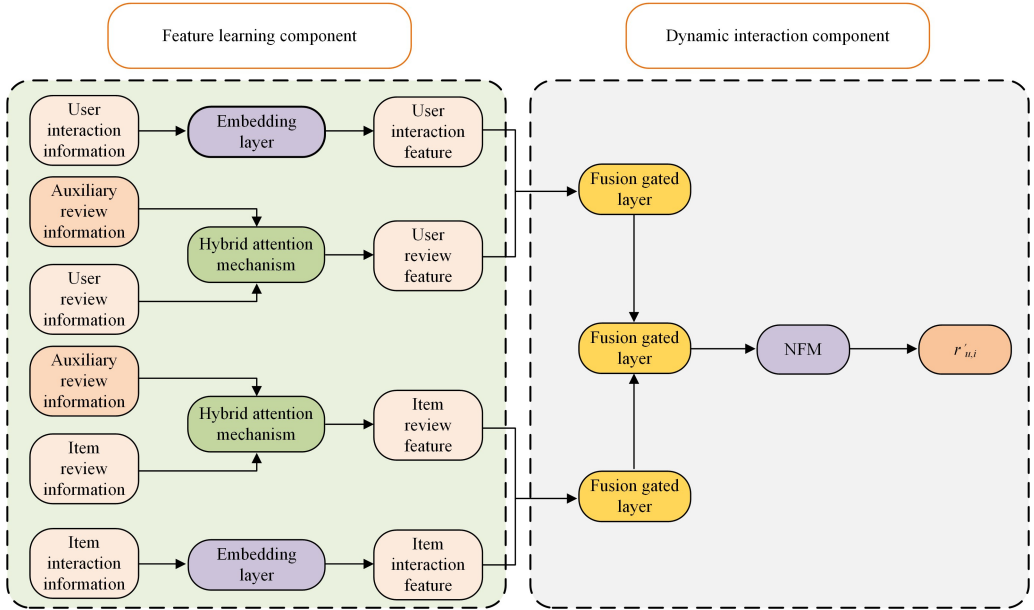 Feature learning component
Dynamic interaction component
User
interaction
information
Embedding
layer
User
interaction
feature
Auxiliary
review
information
Hybrid attention
mechanism
User
review
feature
User
review
information
Auxiliary
review
information
Hybrid attention
mechanism
Item
review
feature
Item
review
information
Item
interaction
information
Embedding
layer
Item
interaction
feature
Fusion gated
layer
Fusion gated
layer
NFM
r′u,i
Fusion gated
layer